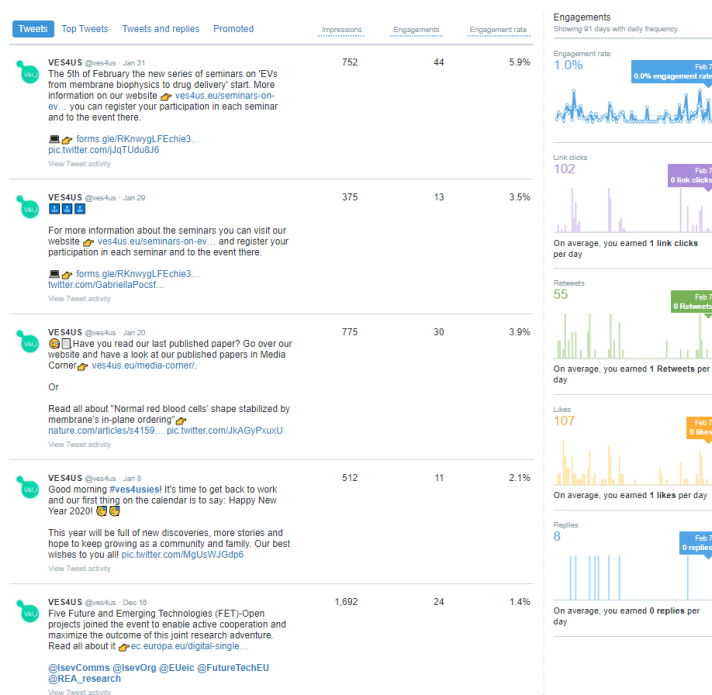 Tweets Top Tweets Tweets and replies Promoted Impressions Engagements Engagement rate
VES4US @ves4us · Jan 31 752 44 5.9%
The 5th of February the new series of seminars on 'EVs
from membrane biophysics to drug delivery' start. More
information on our website 👉 ves4us.eu/seminars-on-
ev… you can register your participation in each seminar
and to the event there.
💻👉 forms.gle/RKnwygLFEchie3…
pic.twitter.com/jJqTUdu8J6
View Tweet activity
VES4US @ves4us · Jan 29 375 13 3.5%
For more information about the seminars you can visit our
website 👉 ves4us.eu/seminars-on-ev… and register your
participation in each seminar and to the event there.
💻👉 forms.gle/RKnwygLFEchie3…
twitter.com/GabriellaPocsf…
View Tweet activity
VES4US @ves4us · Jan 20 775 30 3.9%
Have you read our last published paper? Go over our
website and have a look at our published papers in Media
Corner👉 ves4us.eu/media-corner/.
Or
Read all about "Normal red blood cells' shape stabilized by
membrane's in-plane ordering"👉
nature.com/articles/s4159… pic.twitter.com/JkAGyPxuxU
View Tweet activity
VES4US @ves4us · Jan 8 512 11 2.1%
Good morning #ves4usies! It's time to get back to work
and our first thing on the calendar is to say: Happy New
Year 2020!
This year will be full of new discoveries, more stories and
hope to keep growing as a community and family. Our best
wishes to you all! pic.twitter.com/MgUsWJGdp6
View Tweet activity
VES4US @ves4us · Dec 16 1,692 24 1.4%
Five Future and Emerging Technologies (FET)-Open
projects joined the event to enable active cooperation and
maximize the outcome of this joint research adventure.
Read all about it 👉ec.europa.eu/digital-single…
@IsevComms @IsevOrg @EUeic @FutureTechEU
@REA_research
View Tweet activity
Engagements
Showing 91 days with daily frequency
Engagement rate
1.0%
Feb 7
0.0% engagement rate
Link clicks
102
Feb 7
0 link clicks
On average, you earned 1 link clicks
per day
Retweets
55
Feb 7
0 Retweets
On average, you earned 1 Retweets per
day
Likes
107
Feb 7
0 likes
On average, you earned 1 likes per day
Replies
8
Feb 7
0 replies
On average, you earned 0 replies per
day